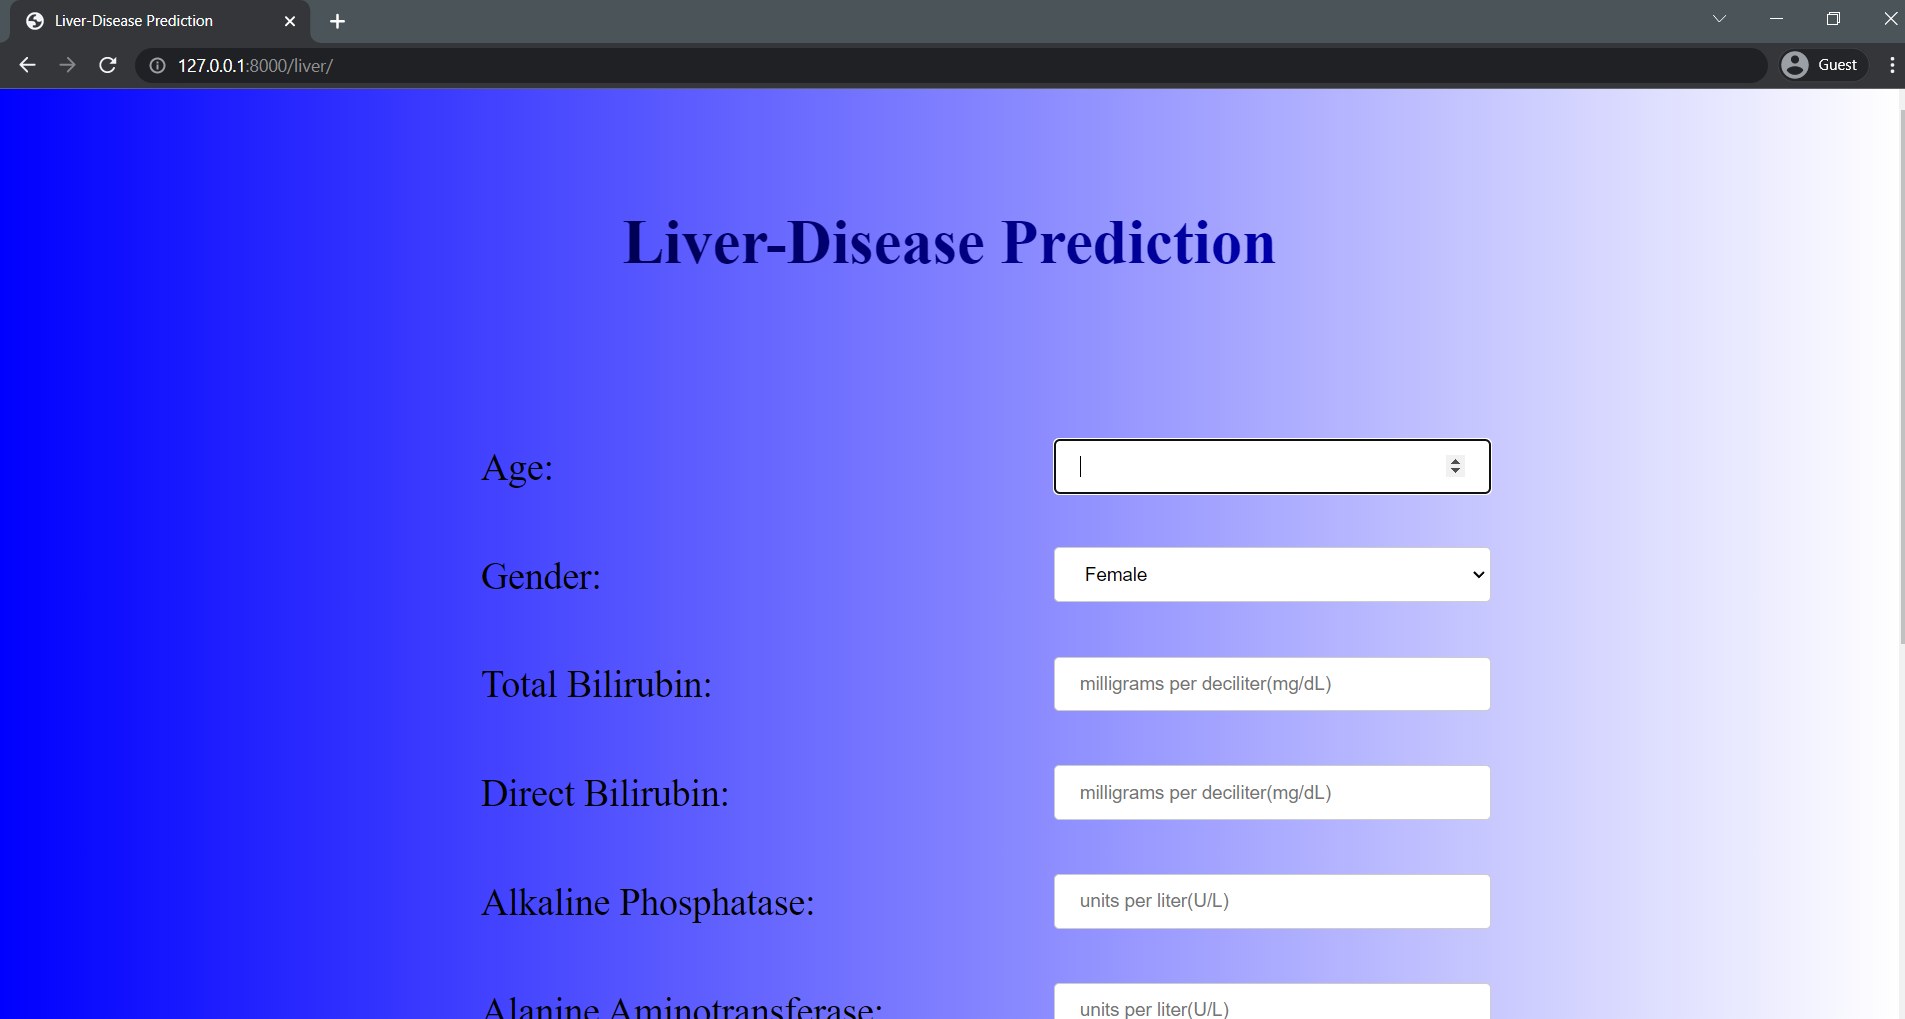 Liver-Disease Prediction
127.0.0.1:8000/liver/
Guest
Liver-Disease Prediction
Age:
Gender:
Female
Total Bilirubin:
milligrams per deciliter(mg/dL)
Direct Bilirubin:
milligrams per deciliter(mg/dL)
Alkaline Phosphatase:
units per liter(U/L)
Alanine Aminotransferase:
units per liter(U/L)